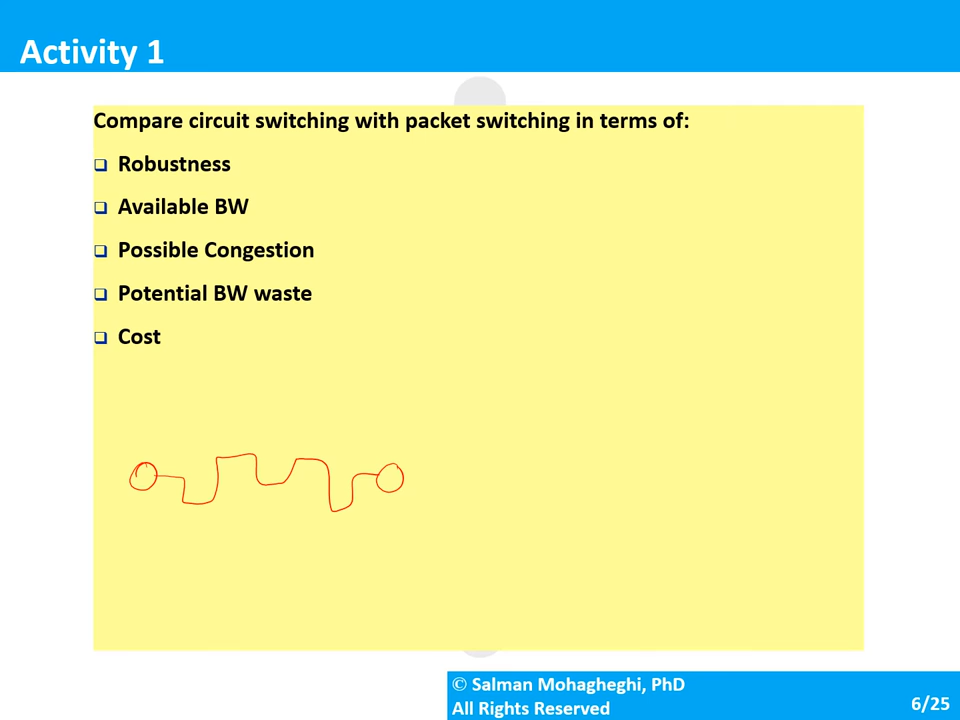 Activity 1
Compare circuit switching with packet switching in terms of:
❑ Robustness
❑ Available BW
❑ Possible Congestion
❑ Potential BW waste
❑ Cost
© Salman Mohagheghi, PhD
All Rights Reserved
6/25